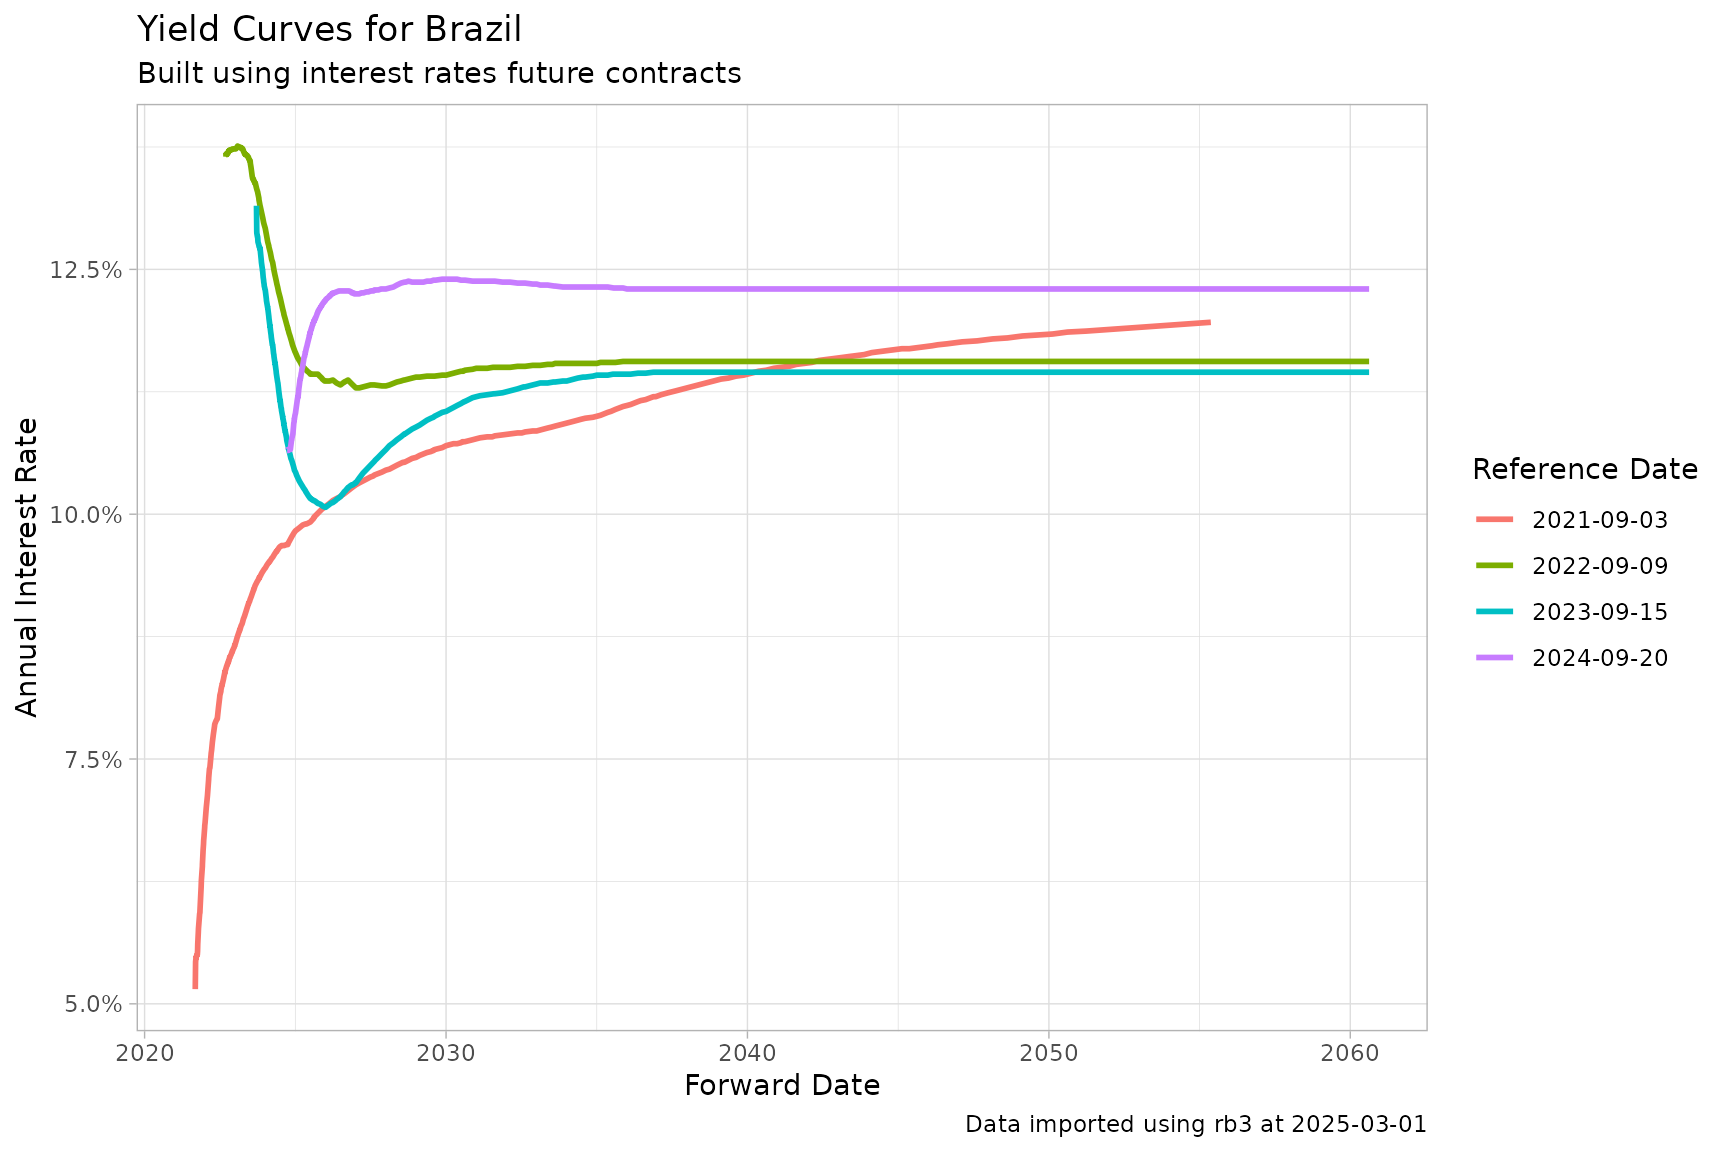 Yield Curves for Brazil
Built using interest rates future contracts
Annual Interest Rate
12.5%
10.0%
7.5%
5.0%
2020
2030
2040
2050
2060
Forward Date
Reference Date
2021-09-03
2022-09-09
2023-09-15
2024-09-20
Data imported using rb3 at 2025-03-01